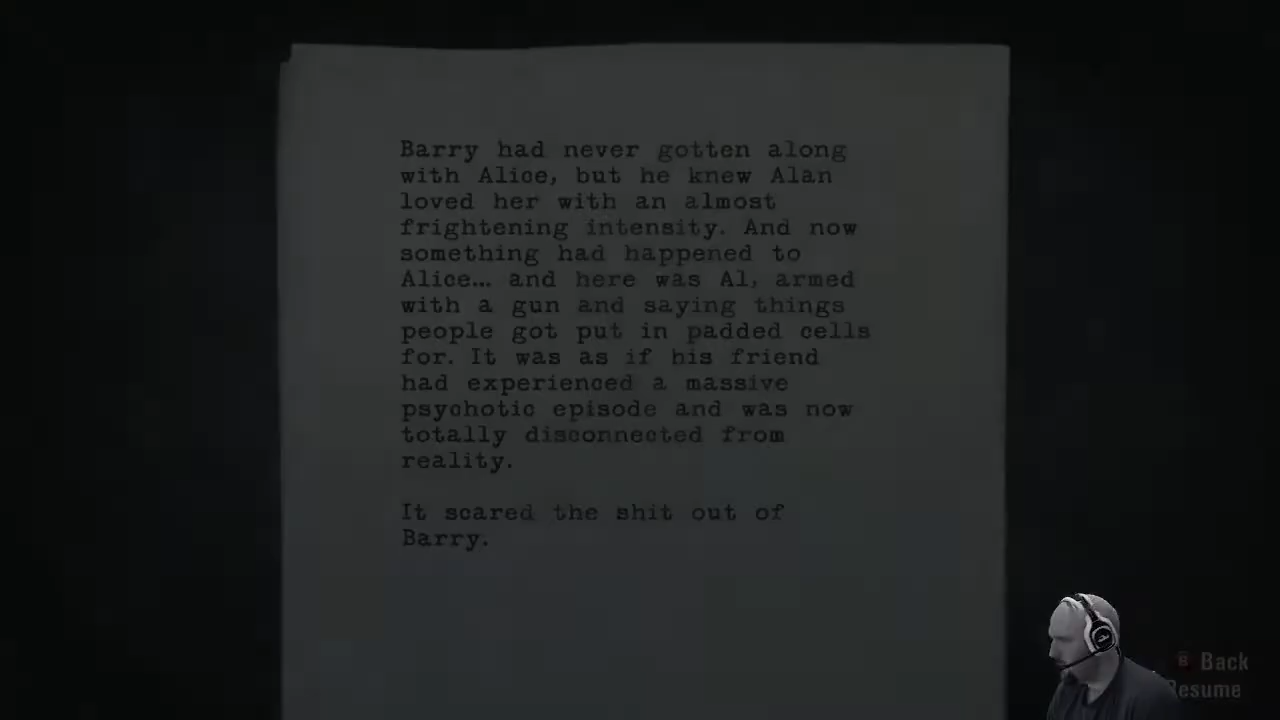 Barry had never gotten along
with Alice, but he knew Alan
loved her with an almost
frightening intensity. And now
something had happened to
Alice... and here was Al, armed
with a gun and saying things
people got put in padded cells
for. It was as if his friend
had experienced a massive
psychotic episode and was now
totally disconnected from
reality.
It scared the shit out of
Barry.
B Back
Resume